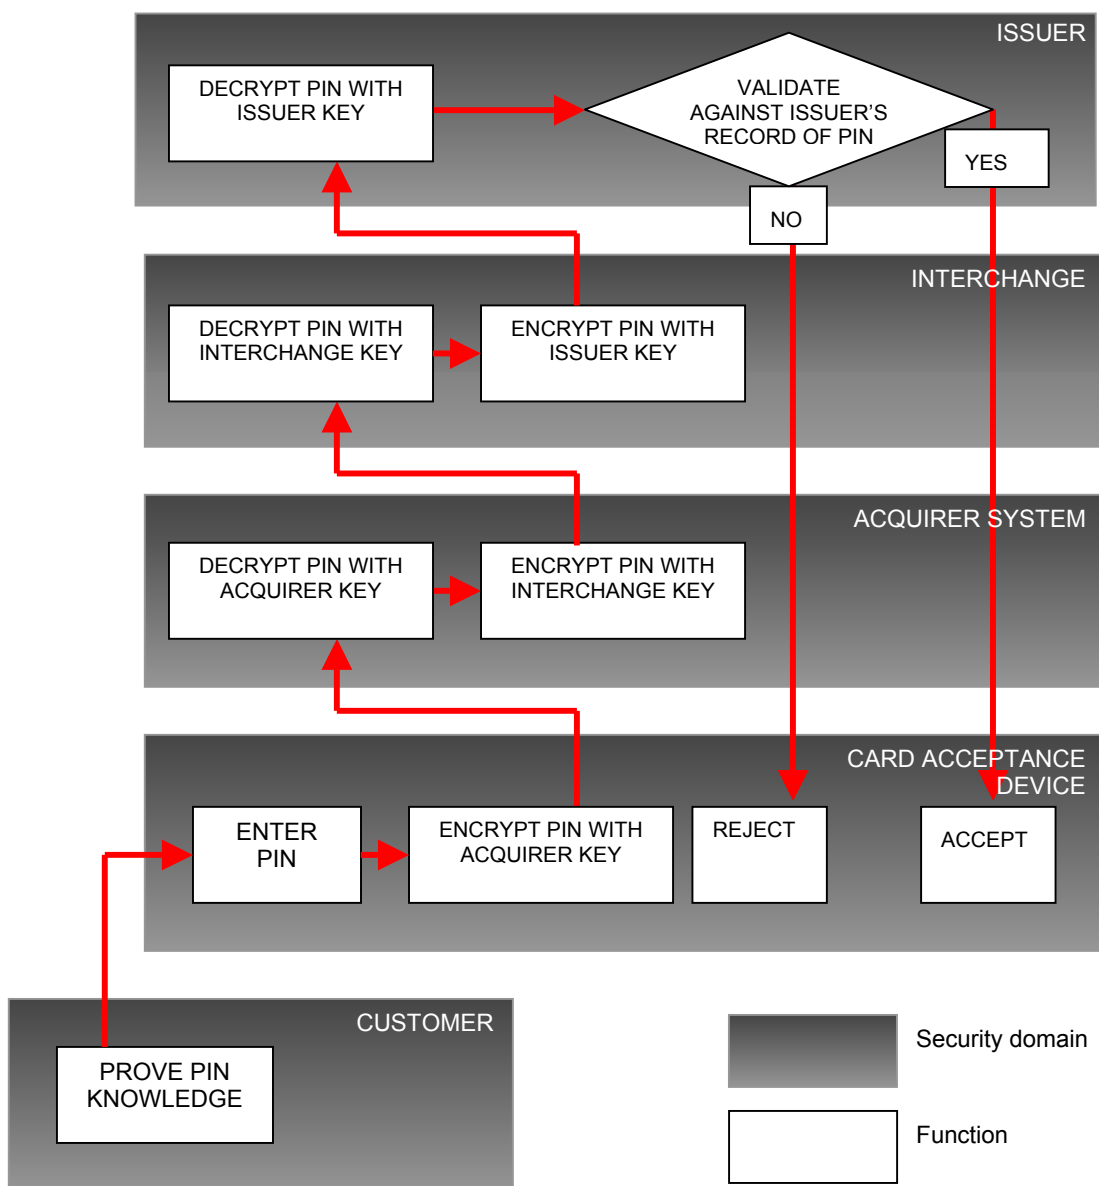 ISSUER
DECRYPT PIN WITH
ISSUER KEY
VALIDATE
AGAINST ISSUER’S
RECORD OF PIN
YES
NO
INTERCHANGE
DECRYPT PIN WITH
INTERCHANGE KEY
ENCRYPT PIN WITH
ISSUER KEY
ACQUIRER SYSTEM
DECRYPT PIN WITH
ACQUIRER KEY
ENCRYPT PIN WITH
INTERCHANGE KEY
CARD ACCEPTANCE
DEVICE
ENTER
PIN
ENCRYPT PIN WITH
ACQUIRER KEY
REJECT
ACCEPT
CUSTOMER
PROVE PIN
KNOWLEDGE
Security domain
Function